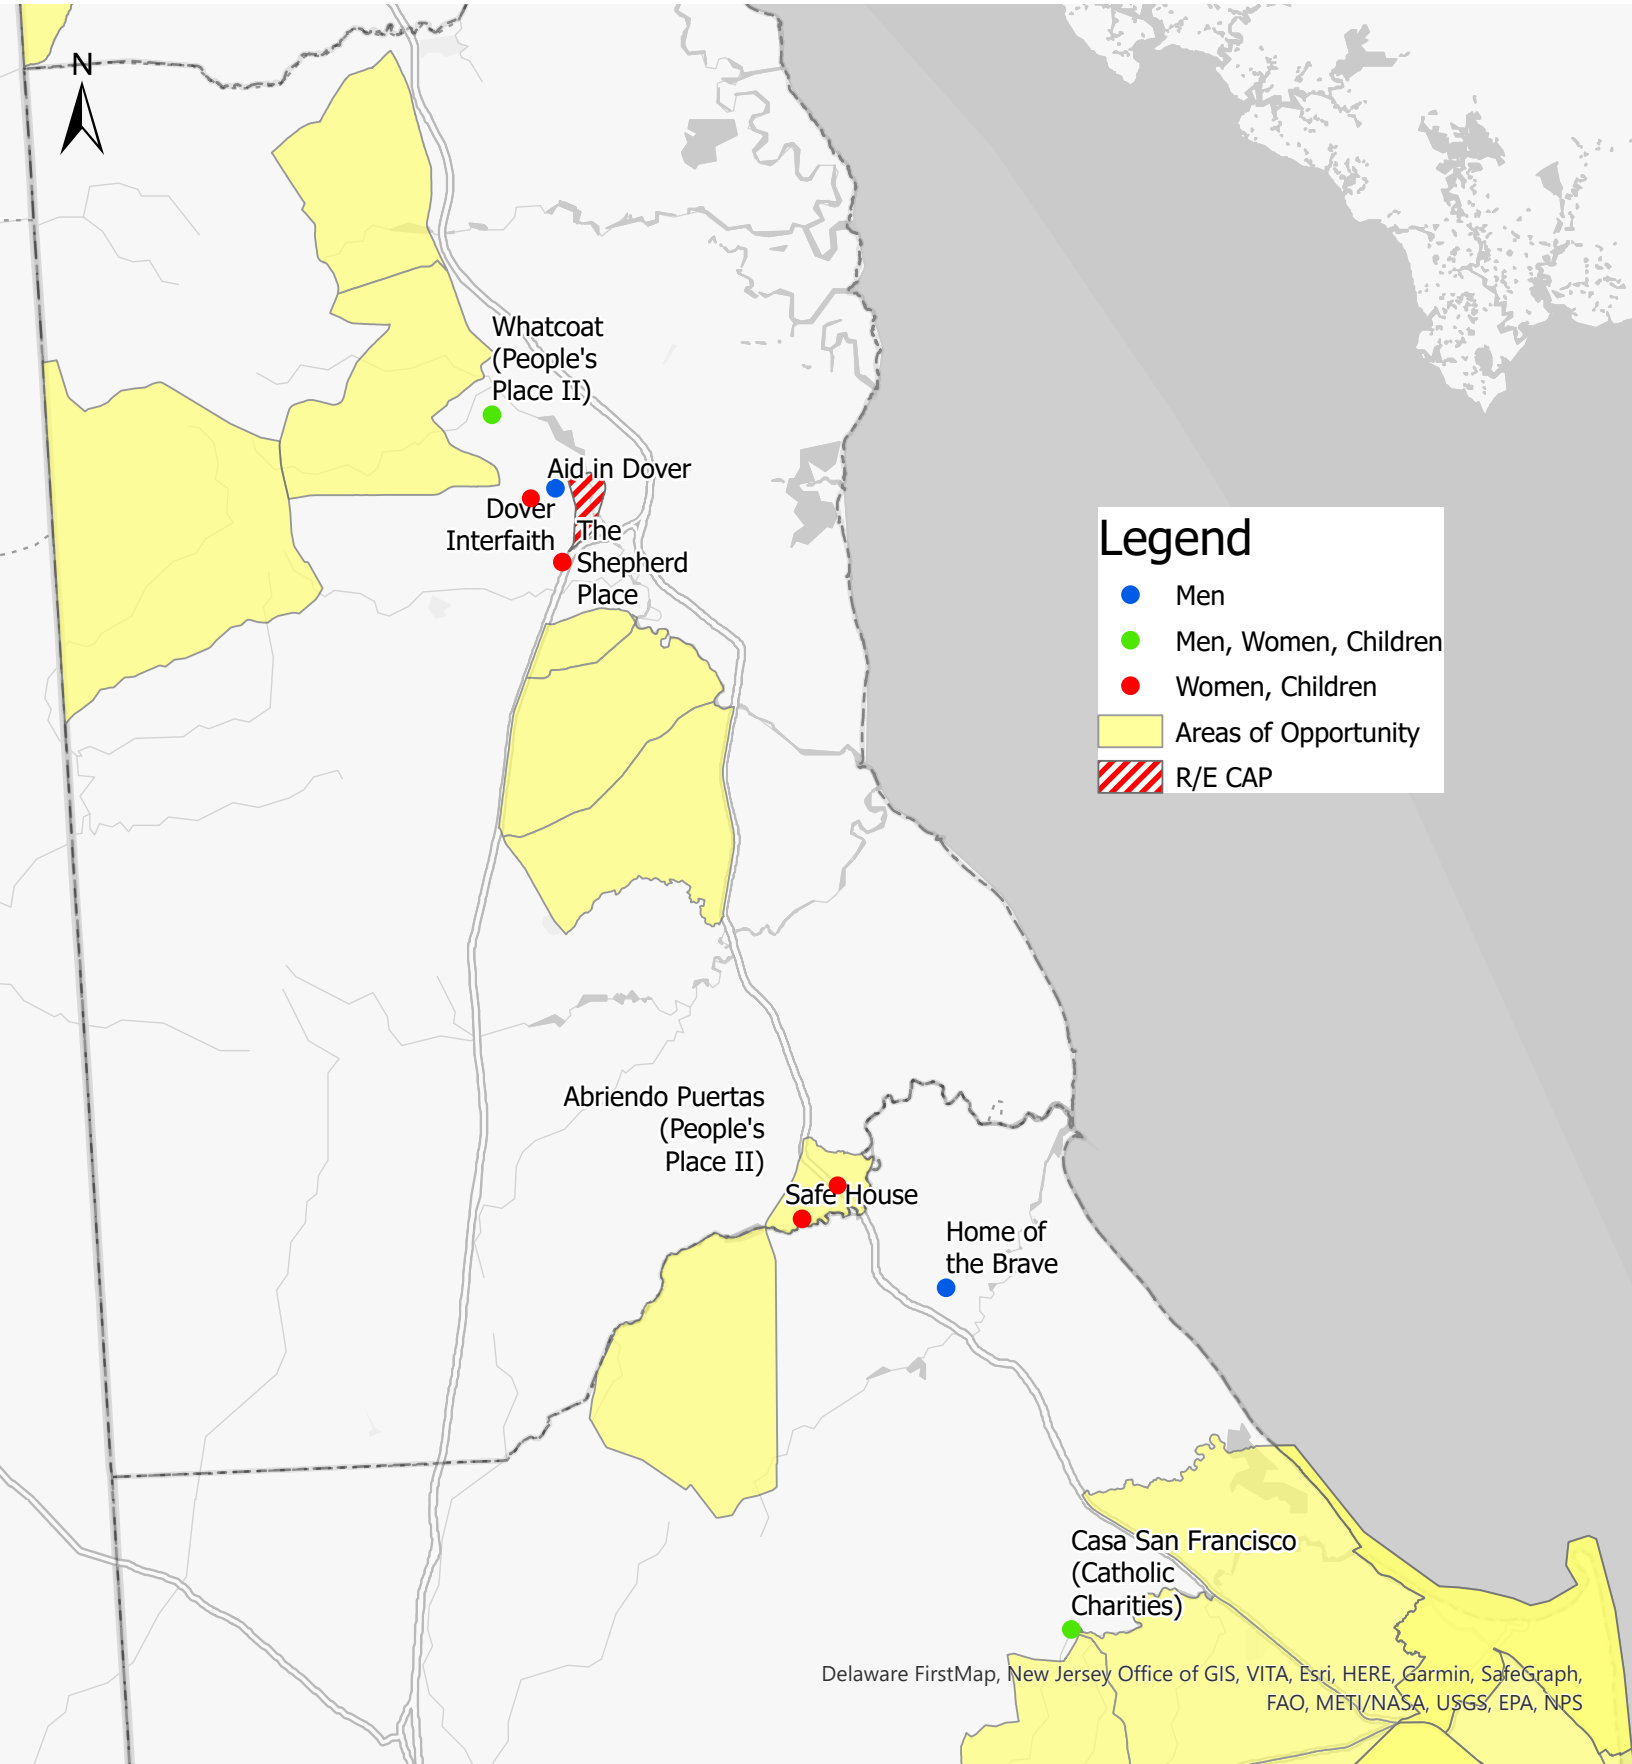 N
Whatcoat
(People's
Place II)
Aid in Dover
Dover
Interfaith
The
Shepherd
Place
Legend
Men
Men, Women, Children
Women, Children
Areas of Opportunity
R/E CAP
Abriendo Puertas
(People's
Place II)
Safe House
Home of
the Brave
Casa San Francisco
(Catholic
Charities)
Delaware FirstMap, New Jersey Office of GIS, VITA, Esri, HERE, Garmin, SafeGraph,
FAO, METI/NASA, USGS, EPA, NPS